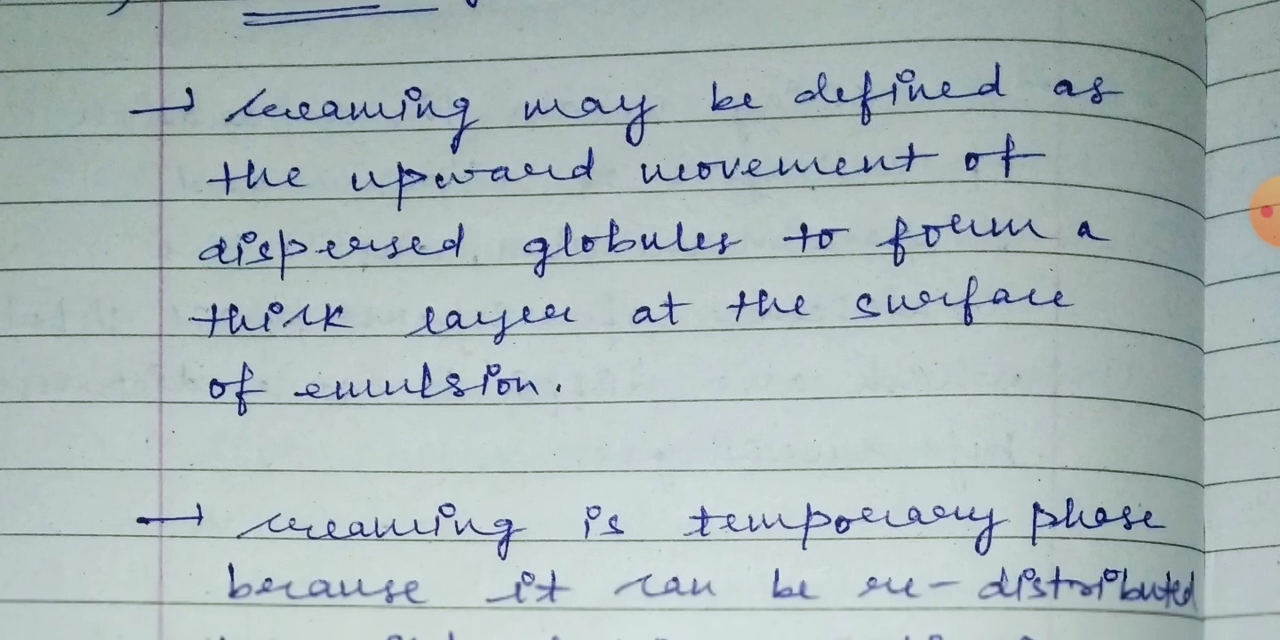 → creaming may be defined as
the upward movement of
dispersed globules to form a
thick layer at the surface
of emulsion.
→ creaming is temporary phase
because it can be re-distributed